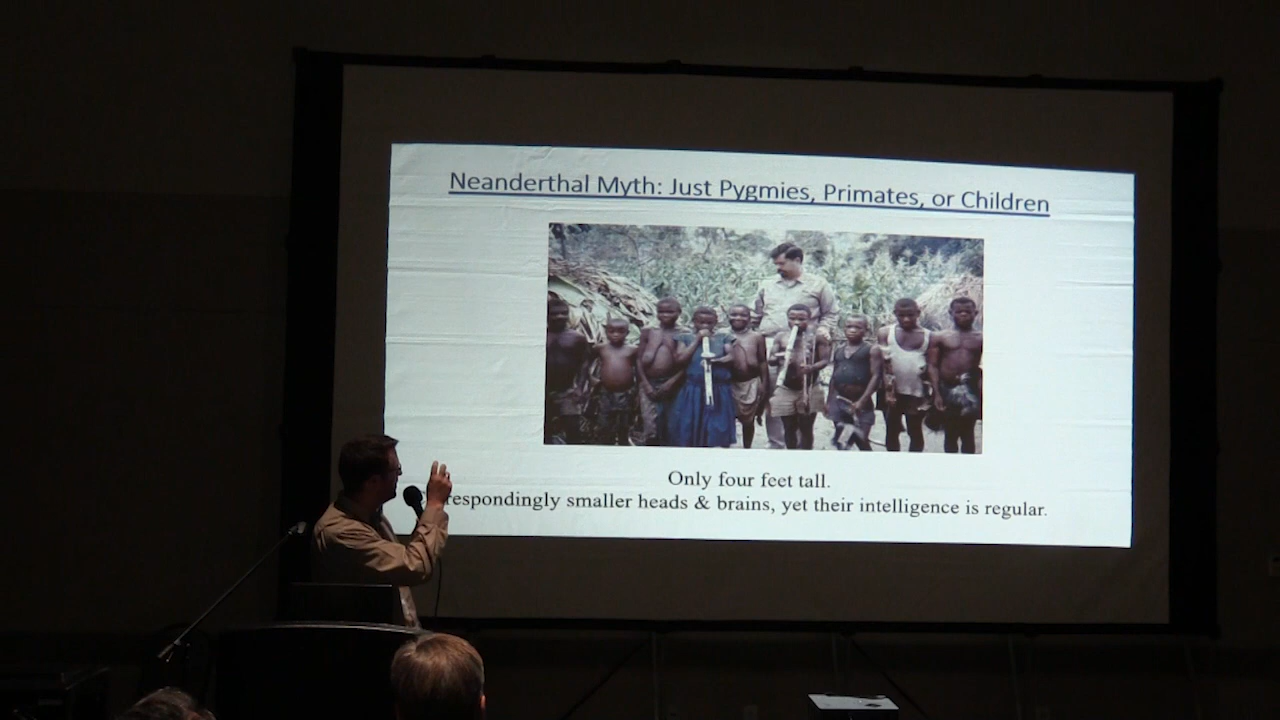 Neanderthal Myth: Just Pygmies, Primates, or Children
Only four feet tall.
respondingly smaller heads & brains, yet their intelligence is regular.